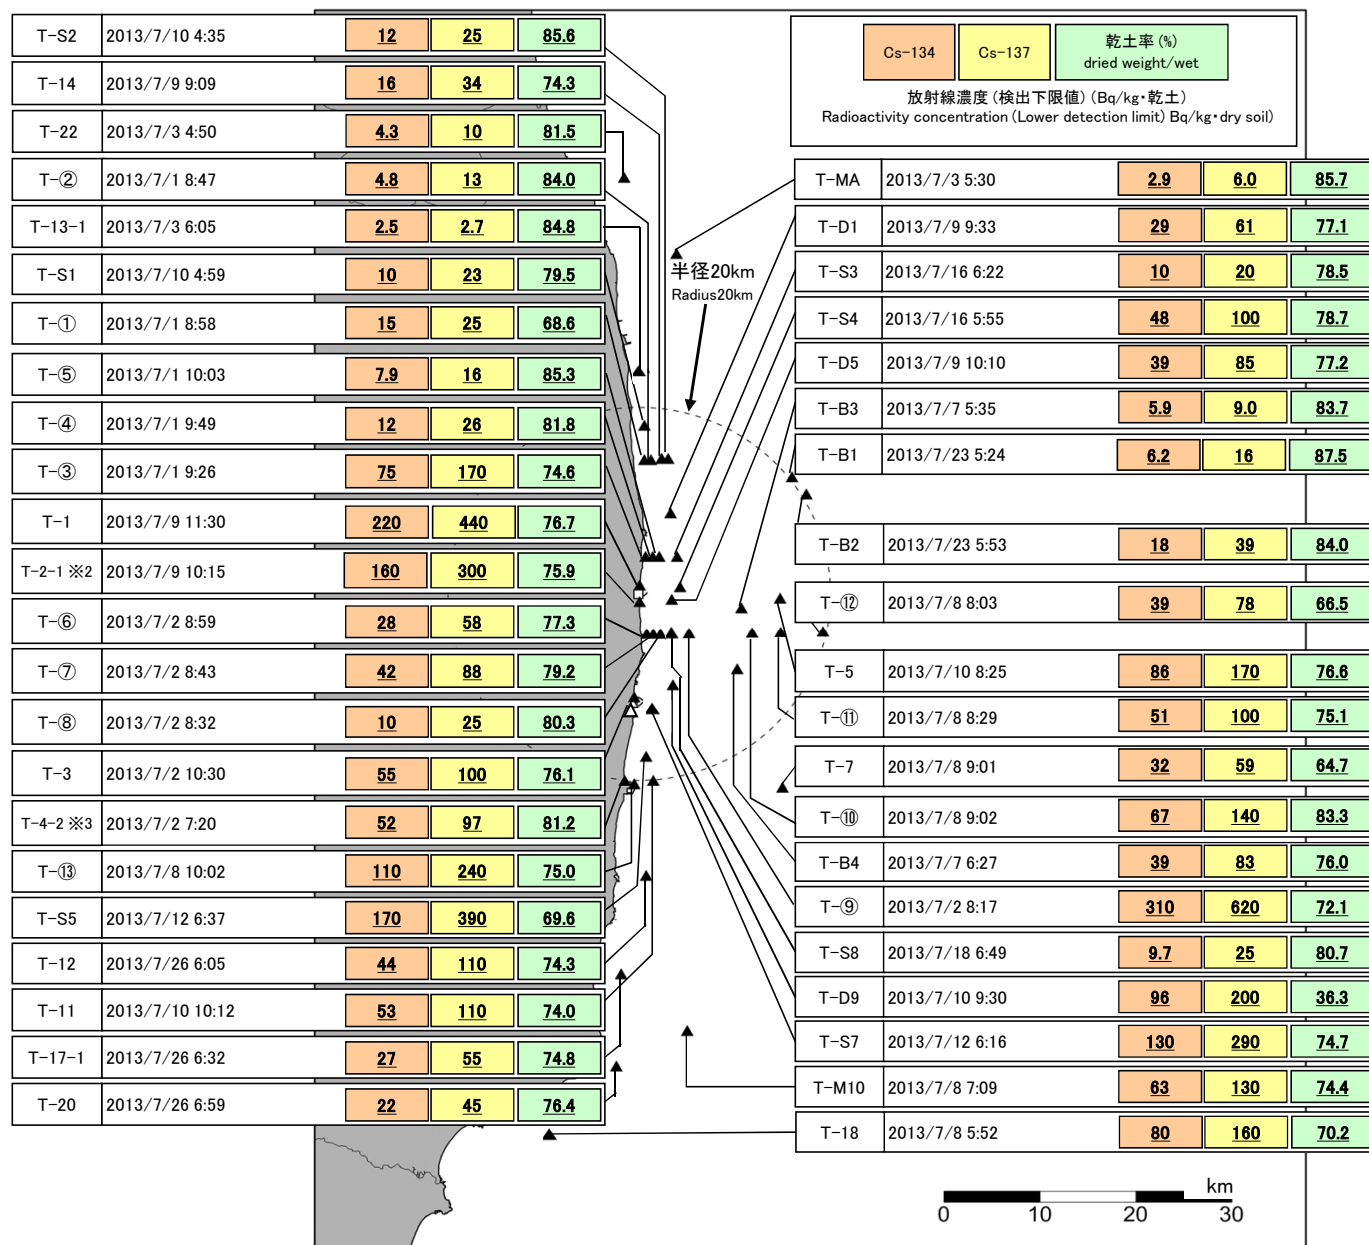 T-S2 2013/7/10 4:35 12 25 85.6
T-14 2013/7/9 9:09 16 34 74.3
T-22 2013/7/3 4:50 4.3 10 81.5
T-② 2013/7/1 8:47 4.8 13 84.0
T-13-1 2013/7/3 6:05 2.5 2.7 84.8
T-S1 2013/7/10 4:59 10 23 79.5
T-① 2013/7/1 8:58 15 25 68.6
T-⑤ 2013/7/1 10:03 7.9 16 85.3
T-④ 2013/7/1 9:49 12 26 81.8
T-③ 2013/7/1 9:26 75 170 74.6
T-1 2013/7/9 11:30 220 440 76.7
T-2-1 ※2 2013/7/9 10:15 160 300 75.9
T-⑥ 2013/7/2 8:59 28 58 77.3
T-⑦ 2013/7/2 8:43 42 88 79.2
T-⑧ 2013/7/2 8:32 10 25 80.3
T-3 2013/7/2 10:30 55 100 76.1
T-4-2 ※3 2013/7/2 7:20 52 97 81.2
T-⑬ 2013/7/8 10:02 110 240 75.0
T-S5 2013/7/12 6:37 170 390 69.6
T-12 2013/7/26 6:05 44 110 74.3
T-11 2013/7/10 10:12 53 110 74.0
T-17-1 2013/7/26 6:32 27 55 74.8
T-20 2013/7/26 6:59 22 45 76.4
半径20km
Radius20km
Cs-134 Cs-137 乾土率(%)
dried weight/wet
放射線濃度(検出下限値)(Bq/kg・乾土)
Radioactivity concentration(Lower detection limit) Bq/kg・dry soil)
T-MA 2013/7/3 5:30 2.9 6.0 85.7
T-D1 2013/7/9 9:33 29 61 77.1
T-S3 2013/7/16 6:22 10 20 78.5
T-S4 2013/7/16 5:55 48 100 78.7
T-D5 2013/7/9 10:10 39 85 77.2
T-B3 2013/7/7 5:35 5.9 9.0 83.7
T-B1 2013/7/23 5:24 6.2 16 87.5
T-B2 2013/7/23 5:53 18 39 84.0
T-⑫ 2013/7/8 8:03 39 78 66.5
T-5 2013/7/10 8:25 86 170 76.6
T-⑪ 2013/7/8 8:29 51 100 75.1
T-7 2013/7/8 9:01 32 59 64.7
T-⑩ 2013/7/8 9:02 67 140 83.3
T-B4 2013/7/7 6:27 39 83 76.0
T-⑨ 2013/7/2 8:17 310 620 72.1
T-S8 2013/7/18 6:49 9.7 25 80.7
T-D9 2013/7/10 9:30 96 200 36.3
T-S7 2013/7/12 6:16 130 290 74.7
T-M10 2013/7/8 7:09 63 130 74.4
T-18 2013/7/8 5:52 80 160 70.2
km
0 10 20 30